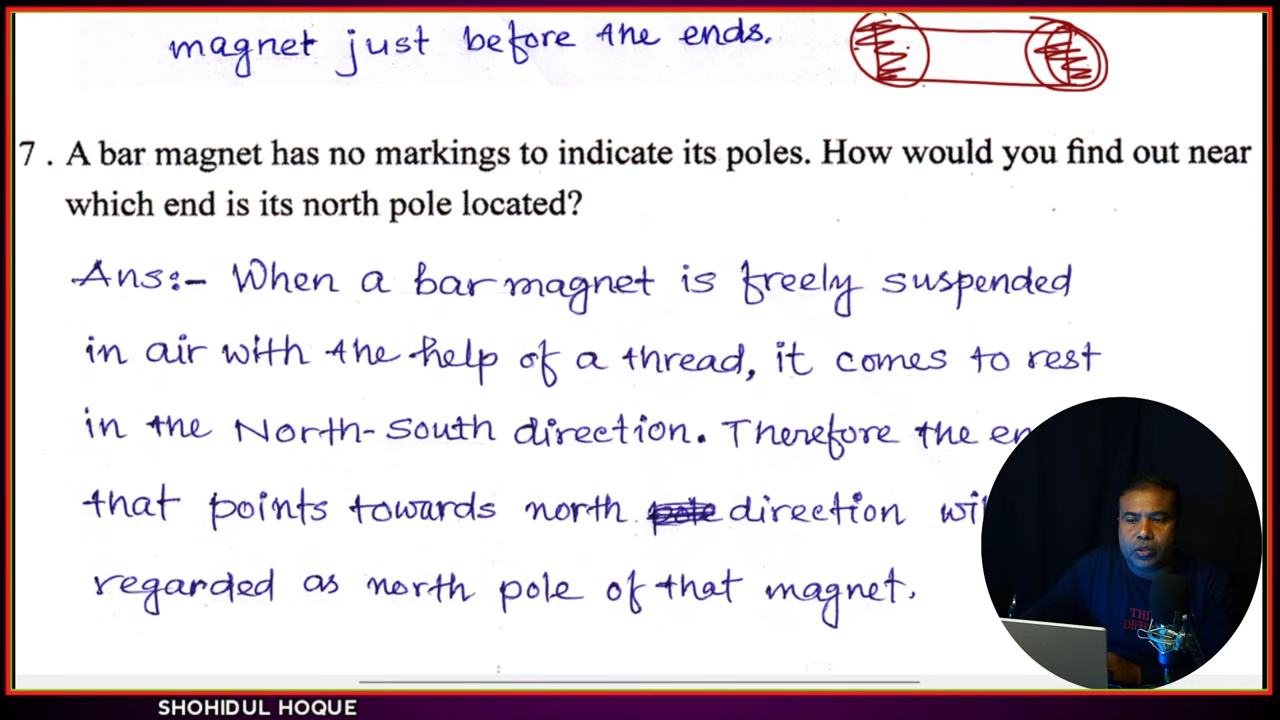 magnet just before the ends.
7 . A bar magnet has no markings to indicate its poles. How would you find out near
which end is its north pole located?
Ans:- When a bar magnet is freely suspended
in air with the help of a thread, it comes to rest
in the North-South direction. Therefore the
that points towards north direction
regarded as north pole of that magnet.
SHOHIDUL HOQUE